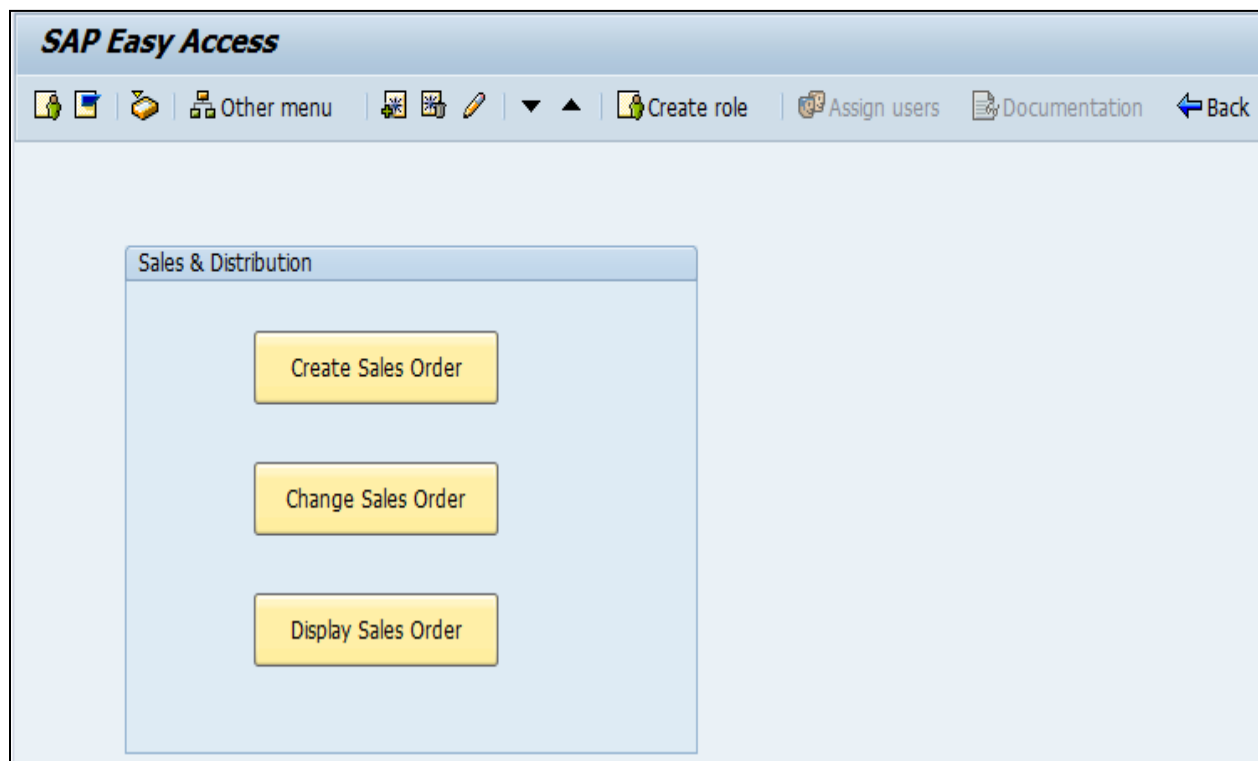 SAP Easy Access
Other menu Create role Assign users Documentation Back
Sales & Distribution
Create Sales Order
Change Sales Order
Display Sales Order